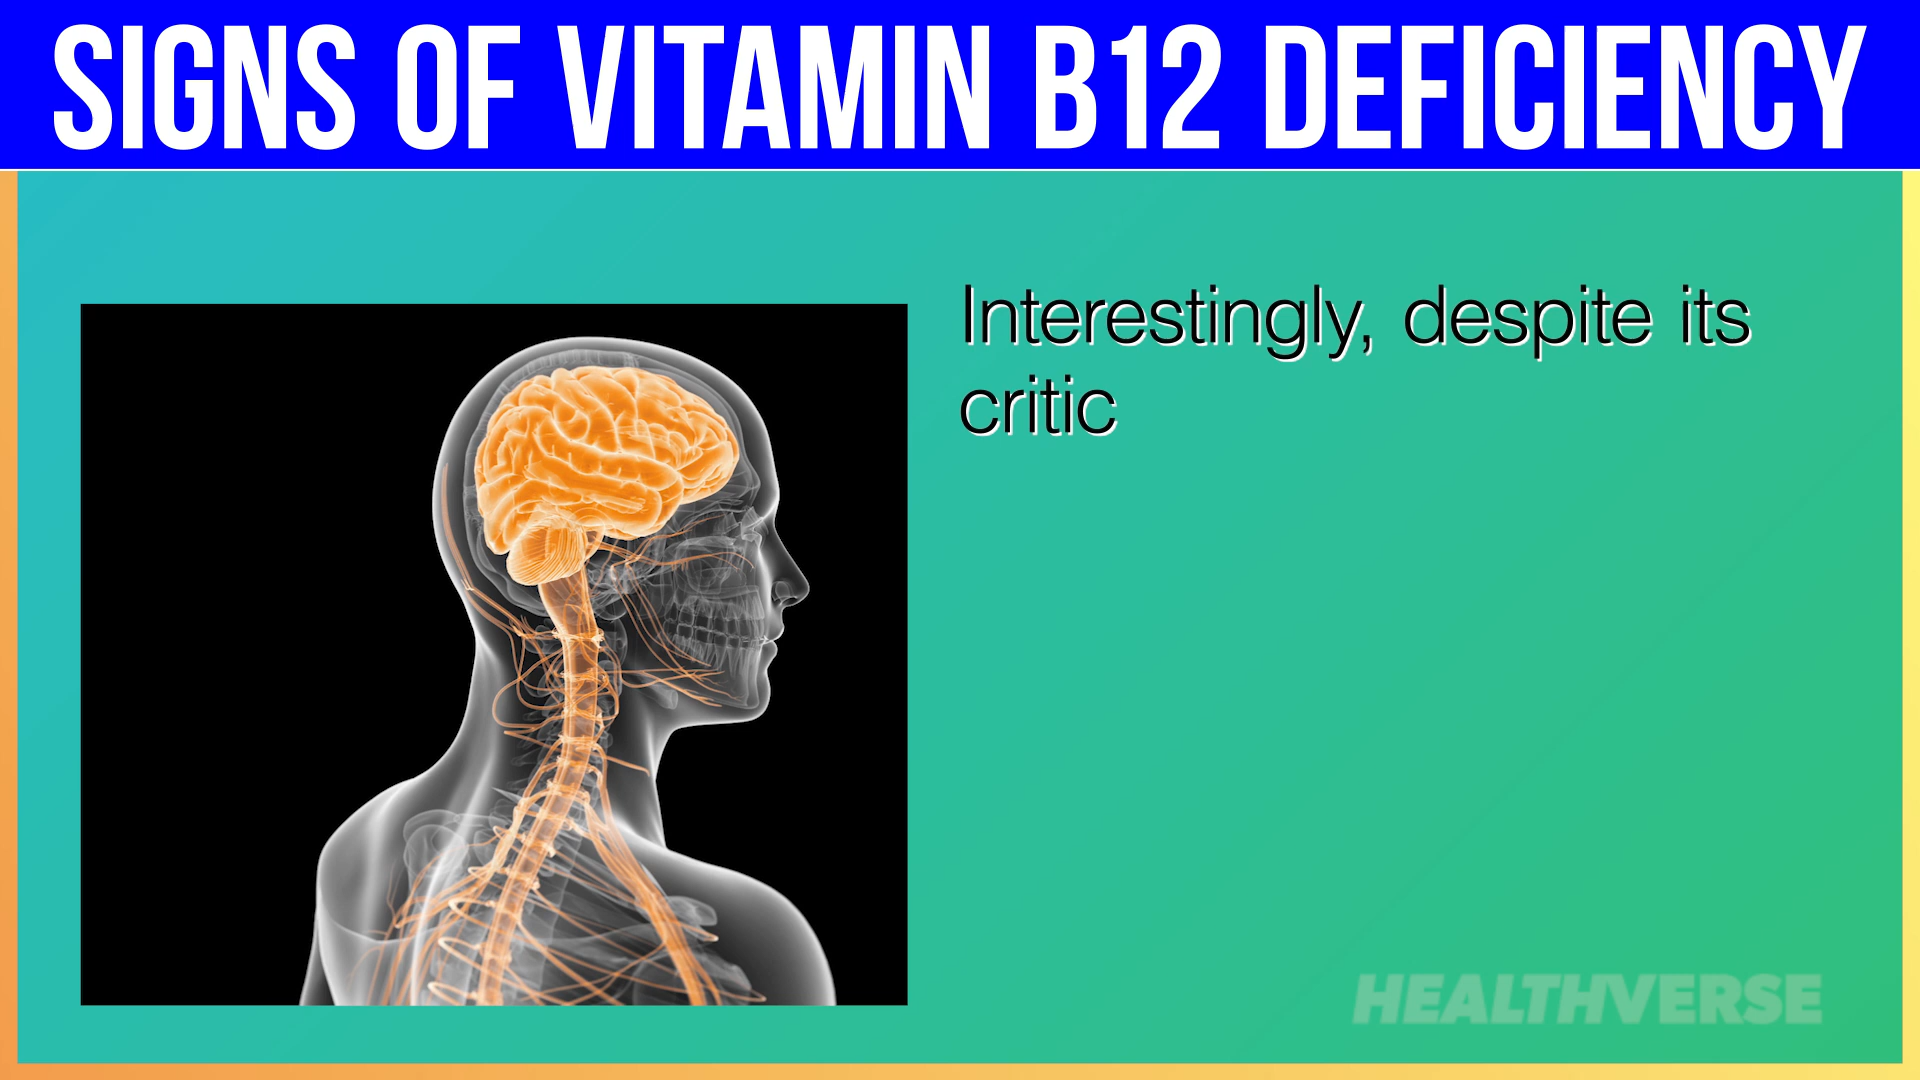 SIGNS OF VITAMIN B12 DEFICIENCY
Interestingly, despite its
critic
HEALTHVERSE